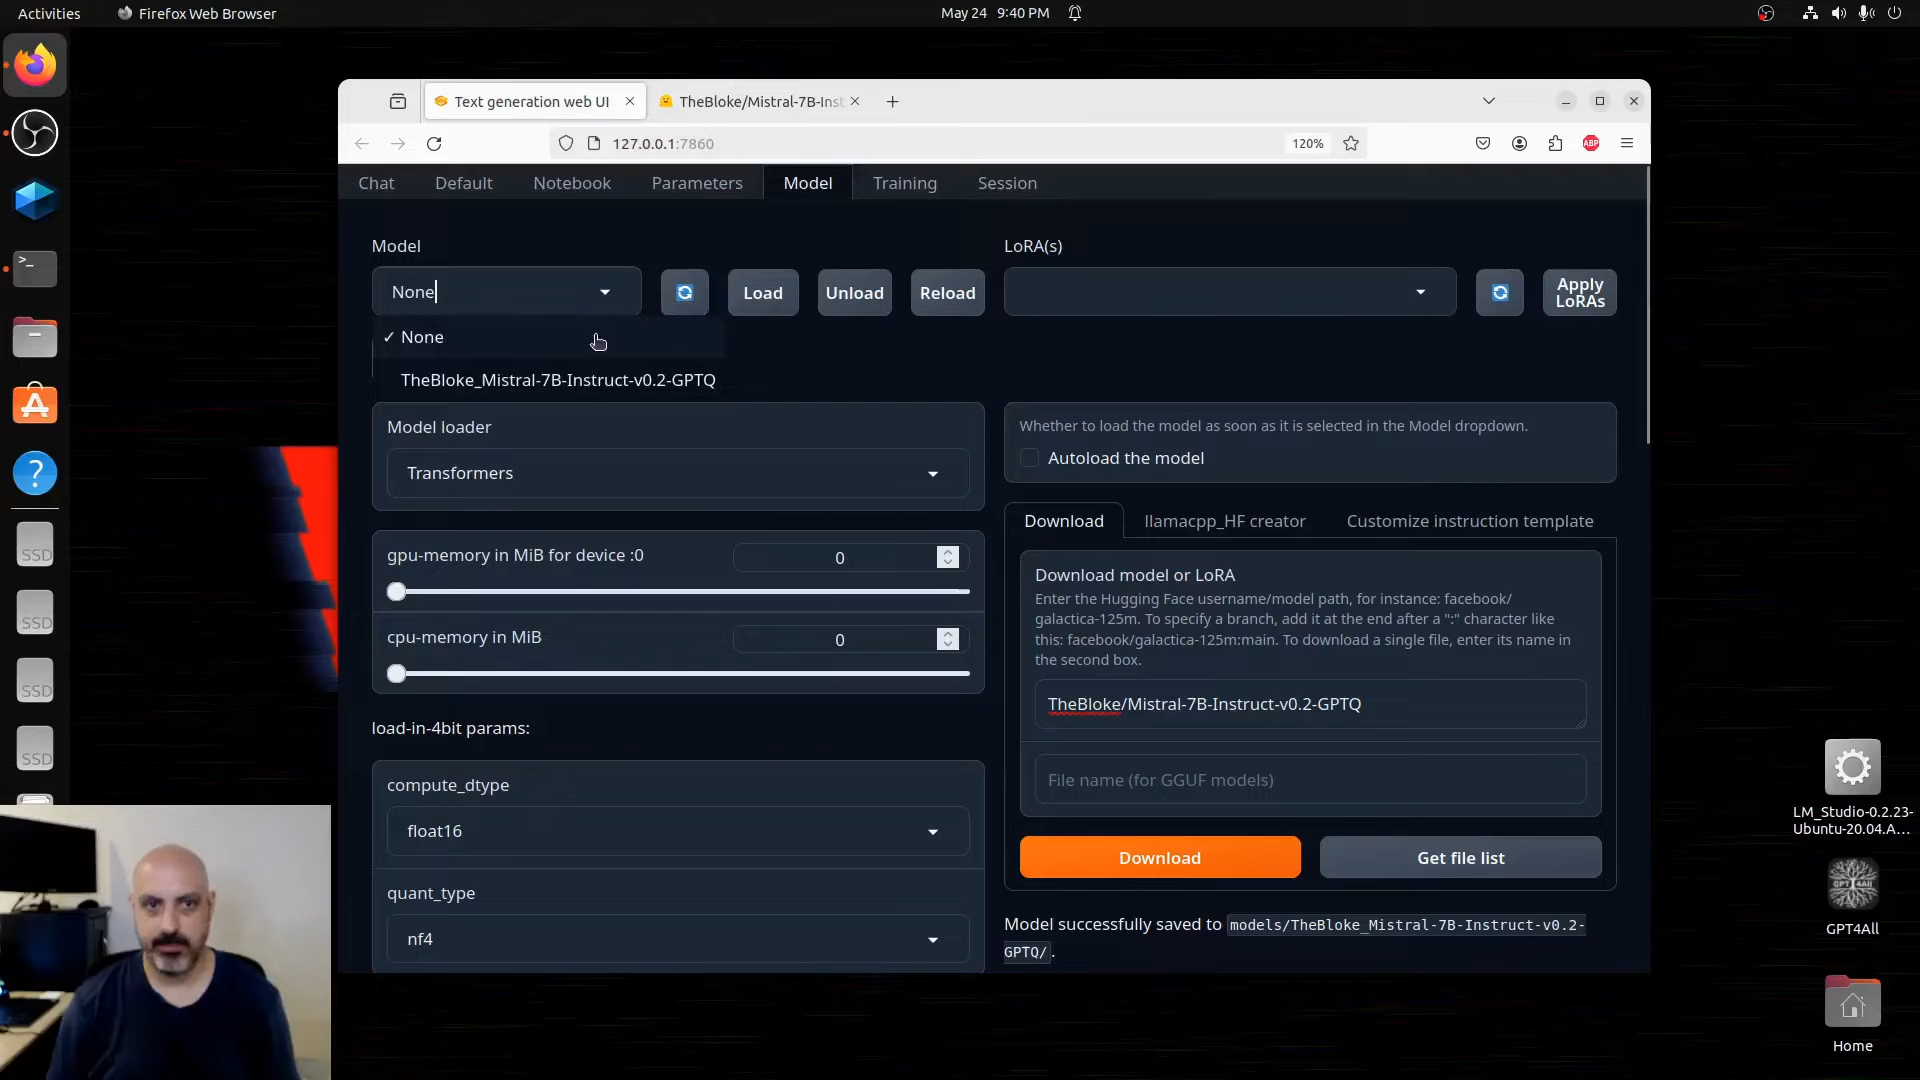 Activities
Firefox Web Browser
May 24 9:40 PM
Text generation web UI
TheBloke/Mistral-7B-Inst
127.0.0.1:7860
120%
ABP
Chat
Default
Notebook
Parameters
Model
Training
Session
Model
None
Load
Unload
Reload
✓ None
TheBloke_Mistral-7B-Instruct-v0.2-GPTQ
LoRA(s)
Apply
LoRAs
Model loader
Transformers
gpu-memory in MiB for device :0
0
cpu-memory in MiB
0
load-in-4bit params:
compute_dtype
float16
quant_type
nf4
Whether to load the model as soon as it is selected in the Model dropdown.
Autoload the model
Download
llamacpp_HF creator
Customize instruction template
Download model or LoRA
Enter the Hugging Face username/model path, for instance: facebook/
galactica-125m. To specify a branch, add it at the end after a ":" character like
this: facebook/galactica-125m:main. To download a single file, enter its name in
the second box.
TheBloke/Mistral-7B-Instruct-v0.2-GPTQ
File name (for GGUF models)
Download
Get file list
Model successfully saved to models/TheBloke_Mistral-7B-Instruct-v0.2-
GPTQ/.
SSD
SSD
SSD
SSD
LM_Studio-0.2.23-
Ubuntu-20.04.A...
GPT4ALL
GPT4All
Home